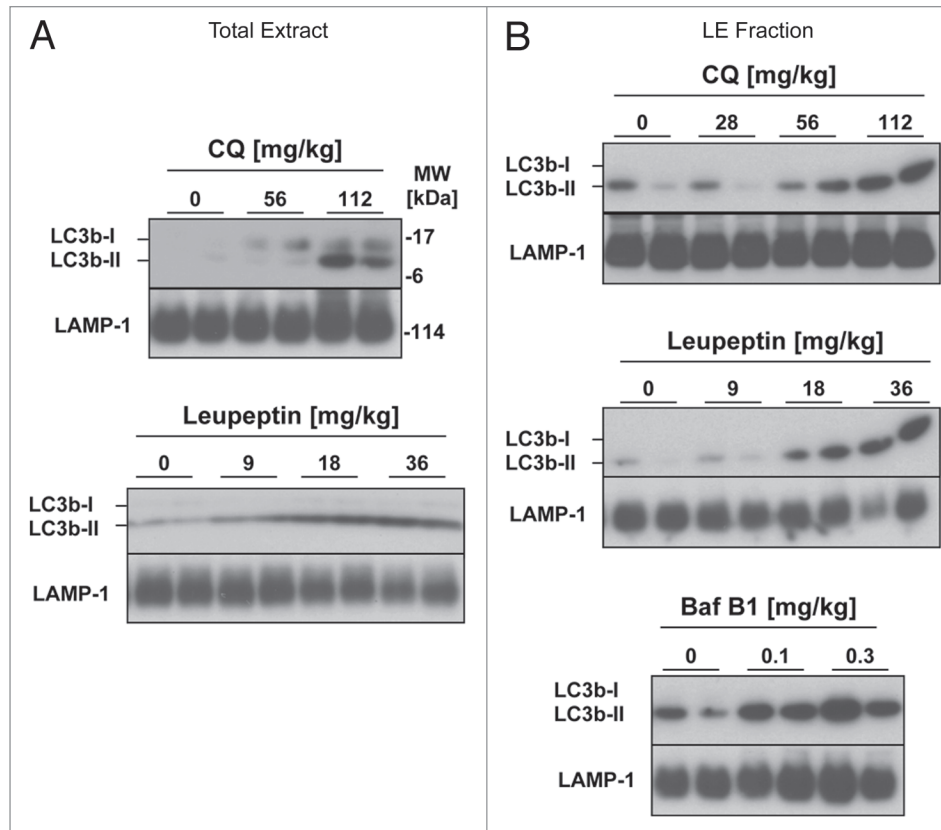 A
Total Extract
CQ [mg/kg]
MW
[kDa]
0 56 112
LC3b-I
-17
LC3b-II
-6
LAMP-1
-114
Leupeptin [mg/kg]
0 9 18 36
LC3b-I
LC3b-II
LAMP-1
B
LE Fraction
CQ [mg/kg]
0 28 56 112
LC3b-I
LC3b-II
LAMP-1
Leupeptin [mg/kg]
0 9 18 36
LC3b-I
LC3b-II
LAMP-1
Baf B1 [mg/kg]
0 0.1 0.3
LC3b-I
LC3b-II
LAMP-1